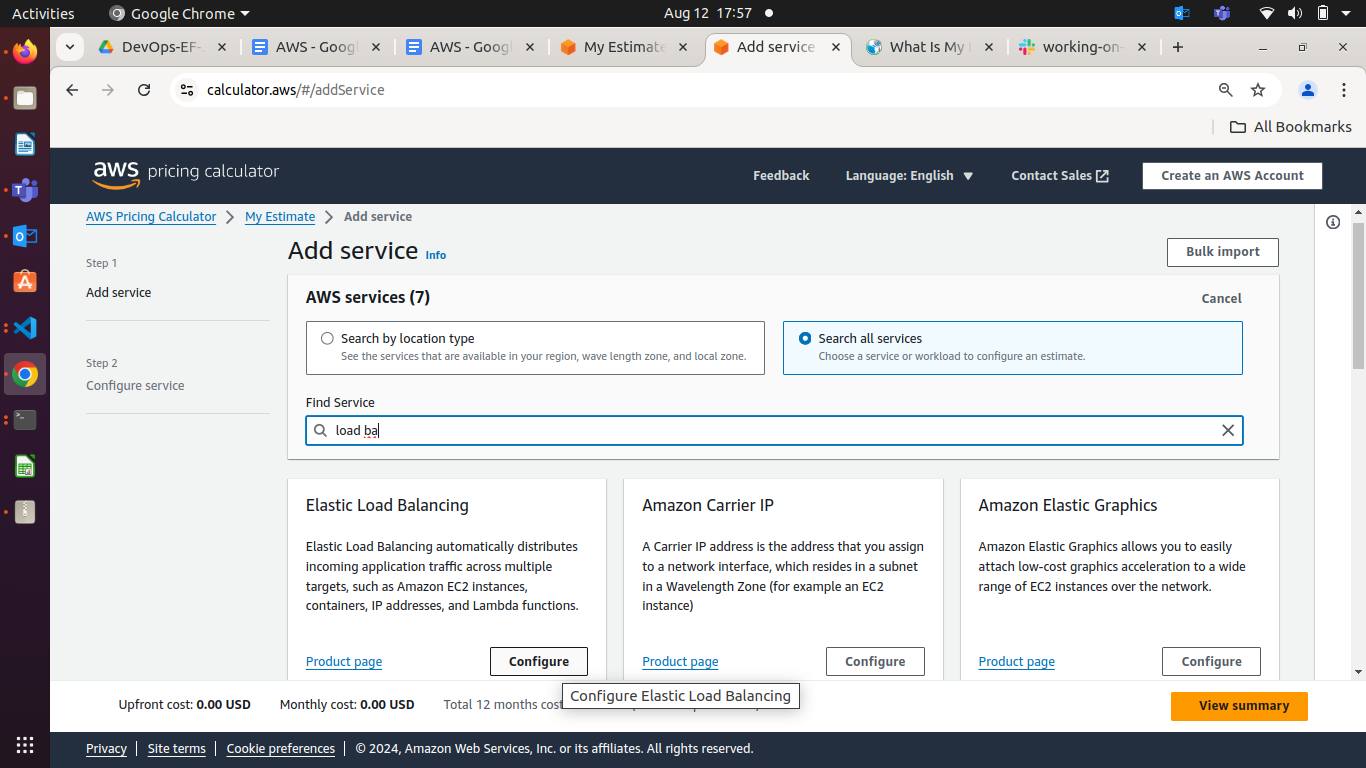 Activities
Google Chrome
Aug 12 17:57
DevOps-EF-
AWS - Goog
AWS - Goog
My Estimate
Add service
What Is My
working-on-
calculator.aws/#/addService
All Bookmarks
aws pricing calculator
Feedback
Language: English
Contact Sales
Create an AWS Account
AWS Pricing Calculator
My Estimate
Add service
Step 1
Add service
Step 2
Configure service
Add service Info
Bulk import
AWS services (7)
Cancel
Search by location type
See the services that are available in your region, wave length zone, and local zone.
Search all services
Choose a service or workload to configure an estimate.
Find Service
load ba
Elastic Load Balancing
Elastic Load Balancing automatically distributes
incoming application traffic across multiple
targets, such as Amazon EC2 instances,
containers, IP addresses, and Lambda functions.
Product page
Configure
Amazon Carrier IP
A Carrier IP address is the address that you assign
to a network interface, which resides in a subnet
in a Wavelength Zone (for example an EC2
instance)
Product page
Configure
Amazon Elastic Graphics
Amazon Elastic Graphics allows you to easily
attach low-cost graphics acceleration to a wide
range of EC2 instances over the network.
Product page
Configure
Configure Elastic Load Balancing
Upfront cost: 0.00 USD
Monthly cost: 0.00 USD
Total 12 months cost
View summary
Privacy
Site terms
Cookie preferences
© 2024, Amazon Web Services, Inc. or its affiliates. All rights reserved.